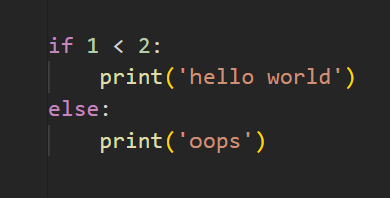 if 1 < 2:
    print('hello world')
else:
    print('oops')